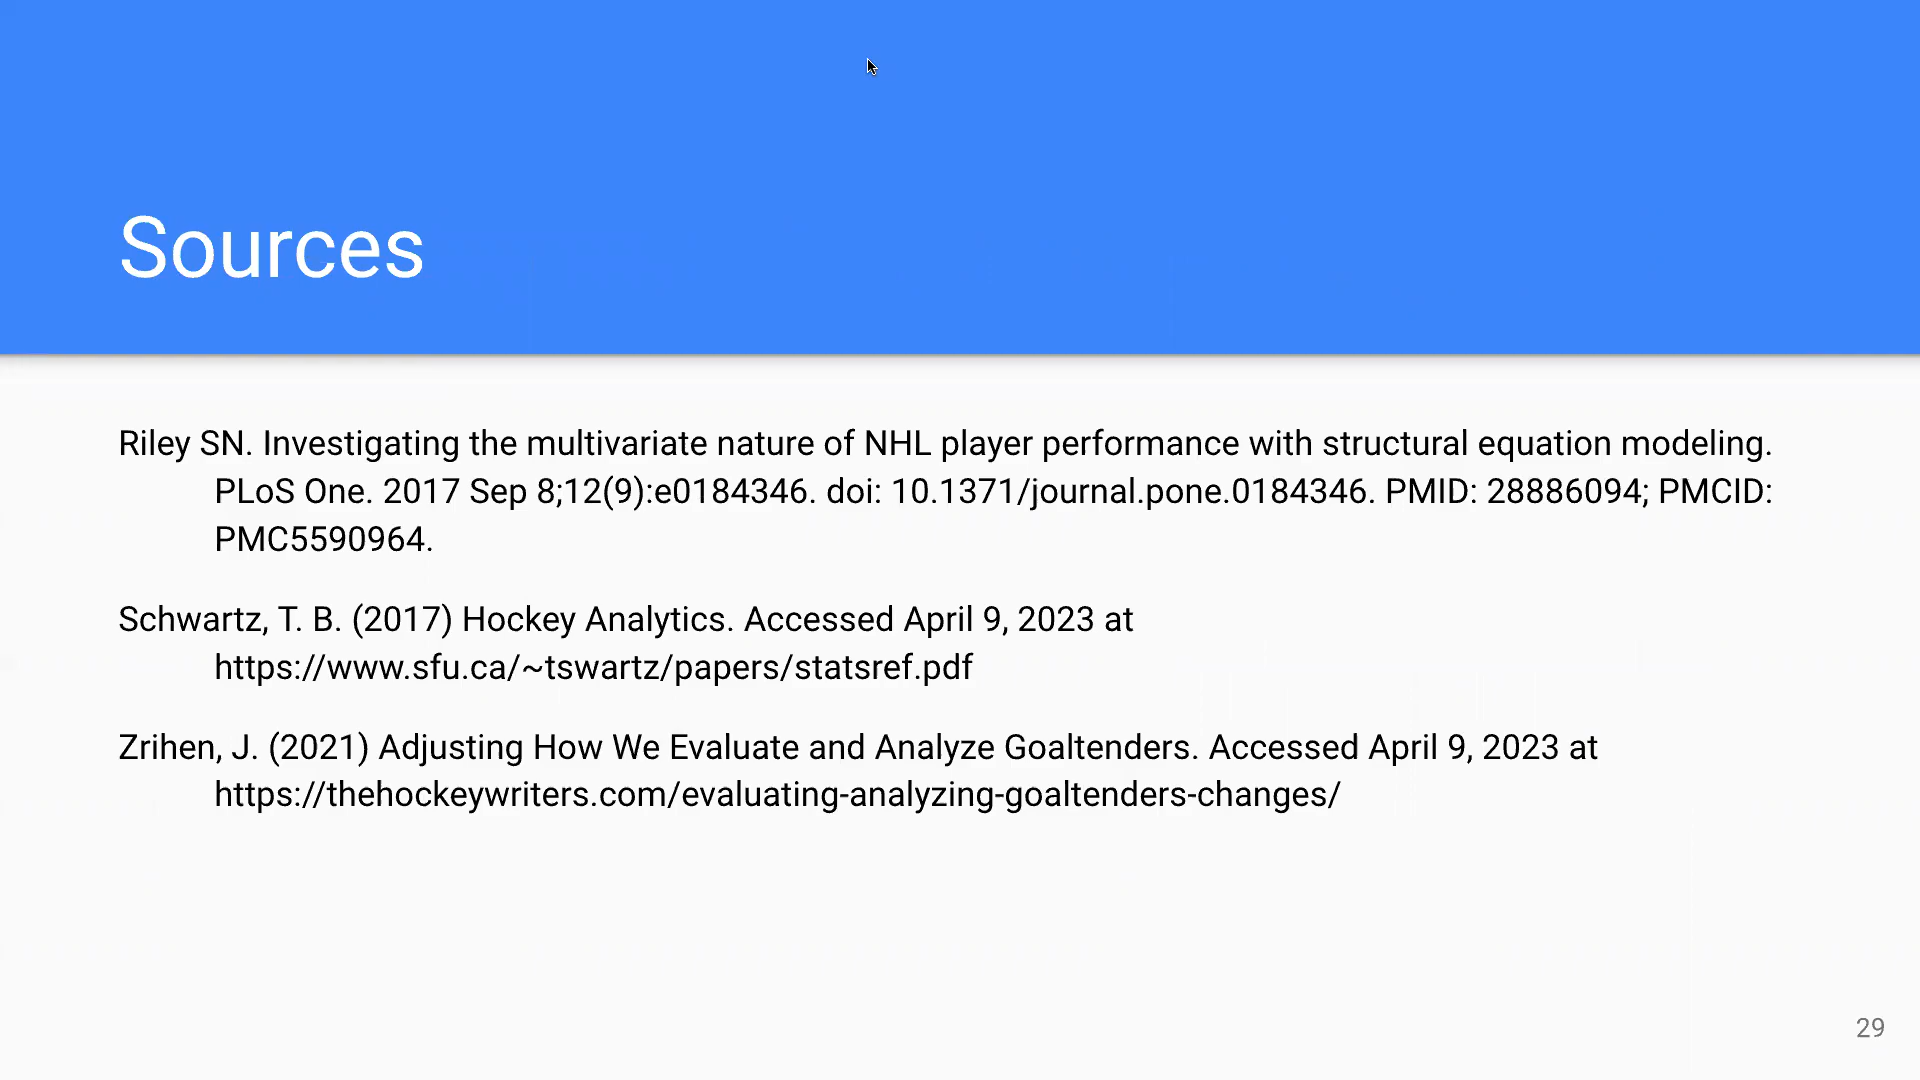 Sources
Riley SN. Investigating the multivariate nature of NHL player performance with structural equation modeling.
PLoS One. 2017 Sep 8;12(9):e0184346. doi: 10.1371/journal.pone.0184346. PMID: 28886094; PMCID:
PMC5590964.
Schwartz, T. B. (2017) Hockey Analytics. Accessed April 9, 2023 at
https://www.sfu.ca/~tswartz/papers/statsref.pdf
Zrihen, J. (2021) Adjusting How We Evaluate and Analyze Goaltenders. Accessed April 9, 2023 at
https://thehockeywriters.com/evaluating-analyzing-goaltenders-changes/
29